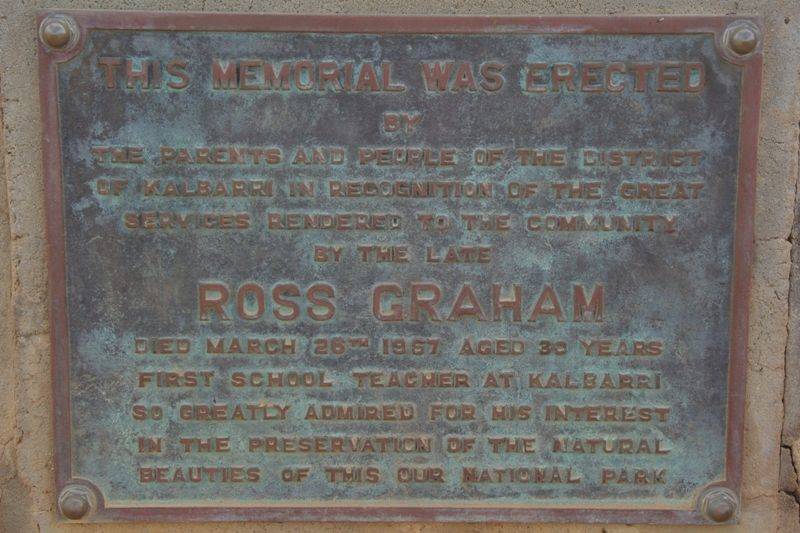 THIS MEMORIAL WAS ERECTED
BY
THE PARENTS AND PEOPLE OF THE DISTRICT
OF KALBARRI IN RECOGNITION OF THE GREAT
SERVICES RENDERED TO THE COMMUNITY
BY THE LATE
ROSS GRAHAM
DIED MARCH 26TH 1967 AGED 30 YEARS
FIRST SCHOOL TEACHER AT KALBARRI
SO GREATLY ADMIRED FOR HIS INTEREST
IN THE PRESERVATION OF THE NATURAL
BEAUTIES OF THIS OUR NATIONAL PARK